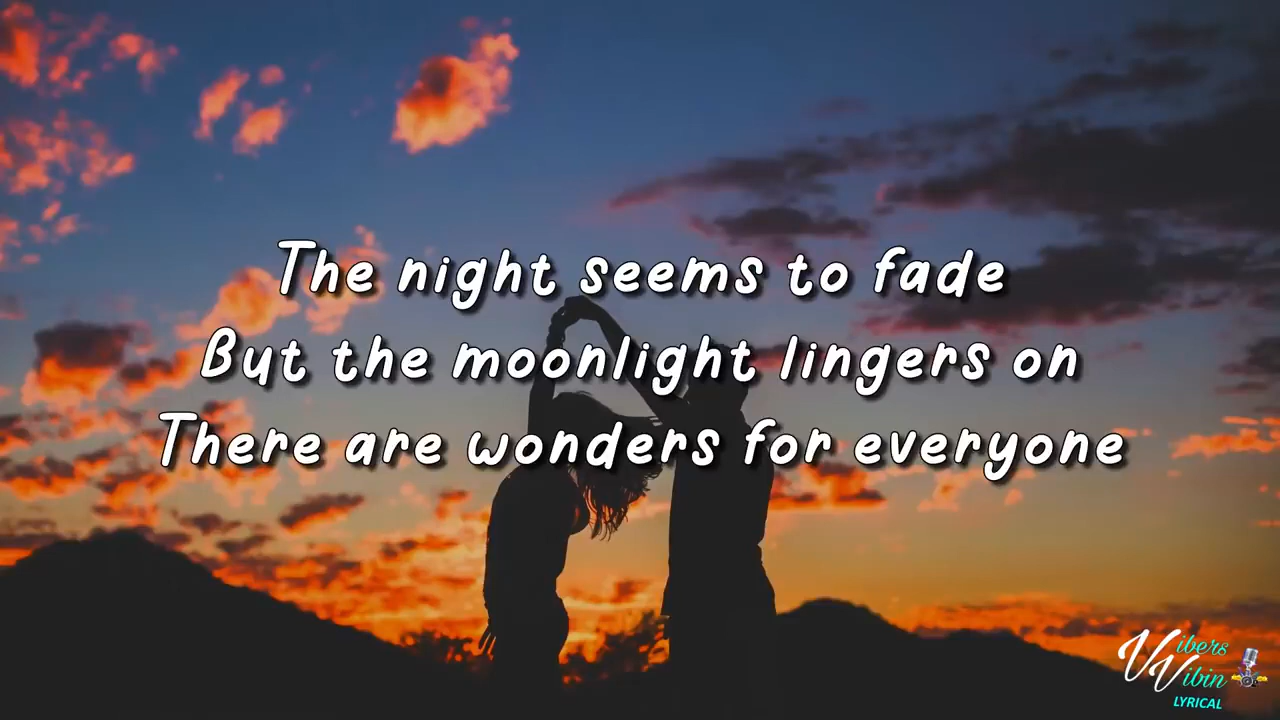 The night seems to fade
But the moonlight lingers on
There are wonders for everyone
Vibers
Vibin
LYRICAL